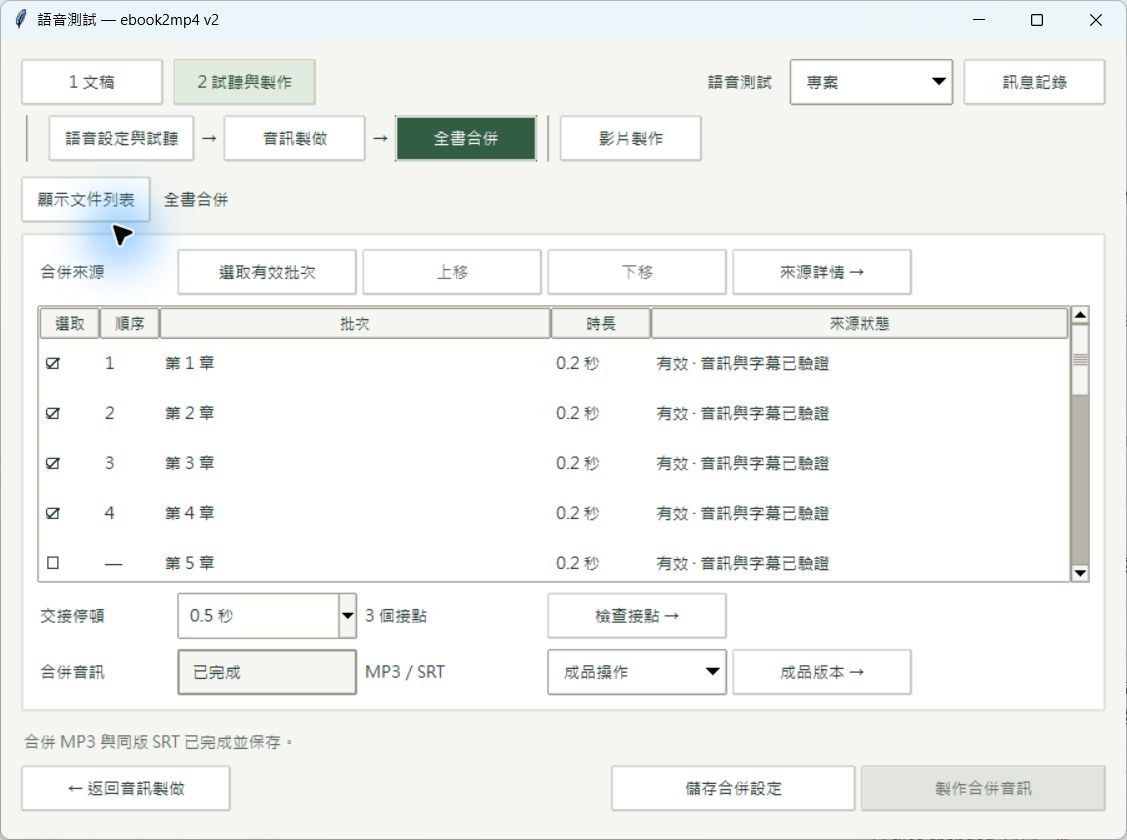 語音測試 — ebook2mp4 v2
1 文稿 2 試聽與製作 語音測試 專案 訊息記錄
語音設定與試聽 → 音訊製做 → 全書合併 影片製作
顯示文件列表 全書合併
合併來源 選取有效批次 上移 下移 來源詳情 →
選取 順序 批次 時長 來源狀態
1 第 1 章 0.2 秒 有效 · 音訊與字幕已驗證
2 第 2 章 0.2 秒 有效 · 音訊與字幕已驗證
3 第 3 章 0.2 秒 有效 · 音訊與字幕已驗證
4 第 4 章 0.2 秒 有效 · 音訊與字幕已驗證
— 第 5 章 0.2 秒 有效 · 音訊與字幕已驗證
交接停頓 0.5 秒 3 個接點 檢查接點 →
合併音訊 已完成 MP3 / SRT 成品操作 成品版本 →
合併 MP3 與同版 SRT 已完成並保存。
← 返回音訊製做 儲存合併設定 製作合併音訊